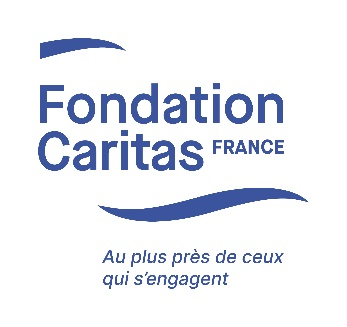 Fondation
Caritas FRANCE
Au plus près de ceux
qui s'engagent